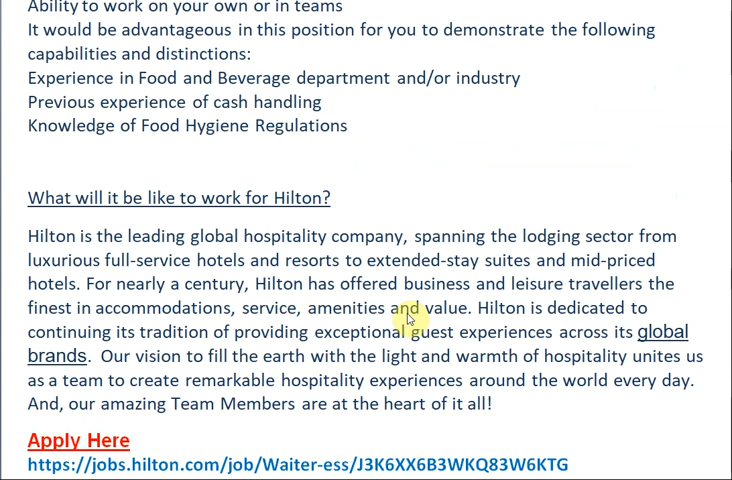 Ability to work on your own or in teams
It would be advantageous in this position for you to demonstrate the following
capabilities and distinctions:
Experience in Food and Beverage department and/or industry
Previous experience of cash handling
Knowledge of Food Hygiene Regulations
What will it be like to work for Hilton?
Hilton is the leading global hospitality company, spanning the lodging sector from
luxurious full-service hotels and resorts to extended-stay suites and mid-priced
hotels. For nearly a century, Hilton has offered business and leisure travellers the
finest in accommodations, service, amenities and value. Hilton is dedicated to
continuing its tradition of providing exceptional guest experiences across its global
brands. Our vision to fill the earth with the light and warmth of hospitality unites us
as a team to create remarkable hospitality experiences around the world every day.
And, our amazing Team Members are at the heart of it all!
Apply Here
https://jobs.hilton.com/job/Waiter-ess/J3K6XX6B3WKQ83W6KTG